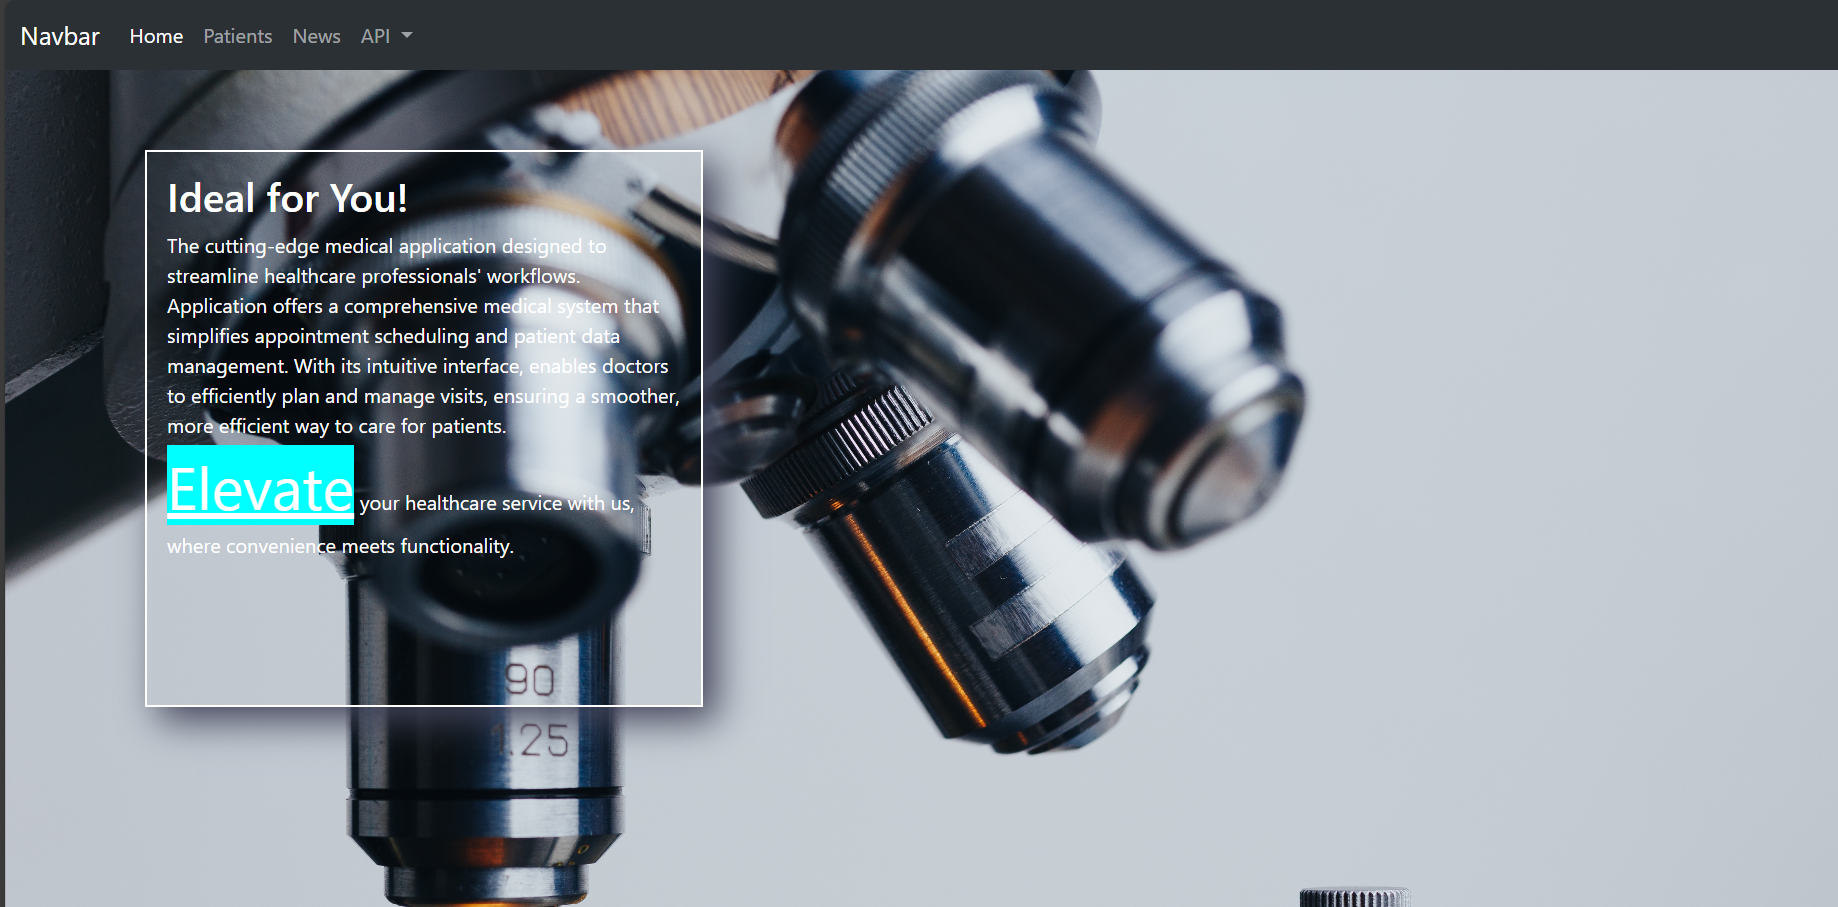 Navbar Home Patients News API
Ideal for You!
The cutting-edge medical application designed to
streamline healthcare professionals' workflows.
Application offers a comprehensive medical system that
simplifies appointment scheduling and patient data
management. With its intuitive interface, enables doctors
to efficiently plan and manage visits, ensuring a smoother,
more efficient way to care for patients.
Elevate your healthcare service with us,
where convenience meets functionality.
90
1.25